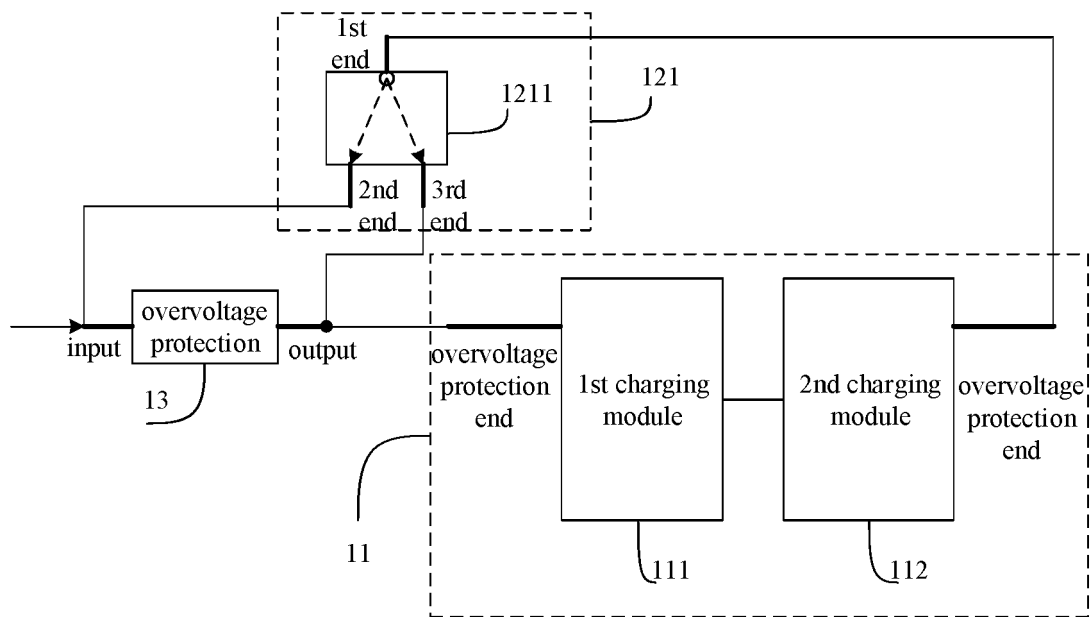 1st
end
1211
121
2nd
end
3rd
end
overvoltage
protection
input
output
13
overvoltage
protection
end
1st charging
module
2nd charging
module
overvoltage
protection
end
11
111
112